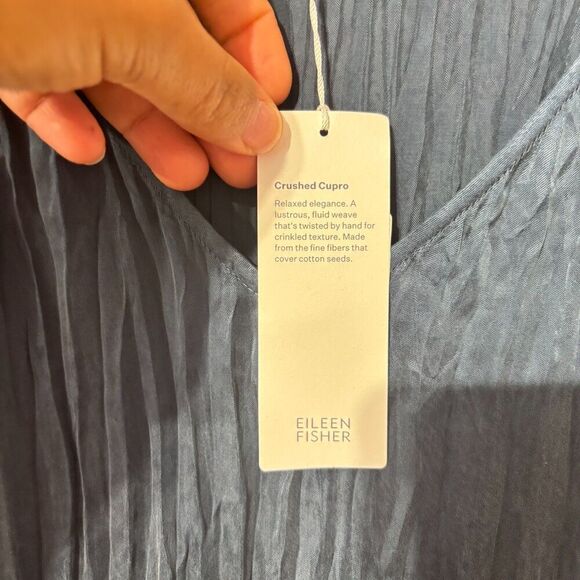 Crushed Cupro
Relaxed elegance. A
lustrous, fluid weave
that's twisted by hand for
crinkled texture. Made
from the fine fibers that
cover cotton seeds.
EILEEN
FISHER